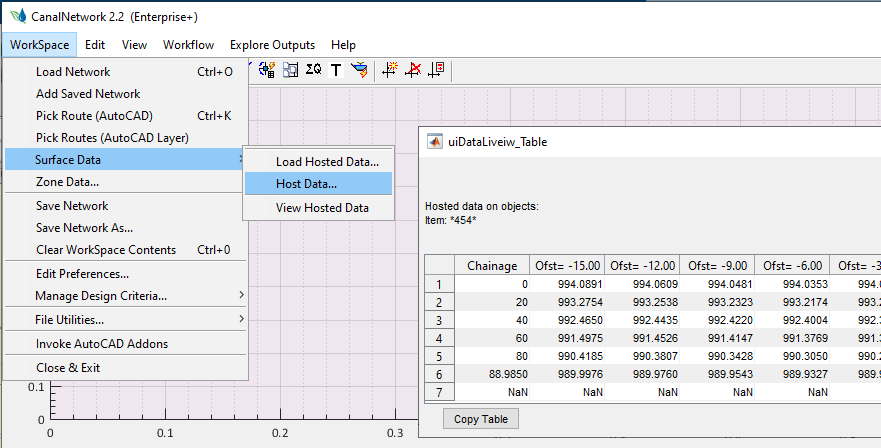 CanalNetwork 2.2 (Enterprise+)
WorkSpace Edit View Workflow Explore Outputs Help
Load Network Ctrl+O
Add Saved Network
Pick Route (AutoCAD) Ctrl+K
Pick Routes (AutoCAD Layer)
Surface Data
Zone Data...
Save Network
Save Network As...
Clear WorkSpace Contents Ctrl+0
Edit Preferences...
Manage Design Criteria...
File Utilities...
Invoke AutoCAD Addons
Close & Exit
ΣQ T
Load Hosted Data...
Host Data...
View Hosted Data
uiDataLiveiw_Table
Hosted data on objects:
Item: *454*
Chainage Ofst= -15.00 Ofst= -12.00 Ofst= -9.00 Ofst= -6.00 Ofst= -3
1 0 994.0891 994.0609 994.0481 994.0353 994.0
2 20 993.2754 993.2538 993.2323 993.2174 993.2
3 40 992.4650 992.4435 992.4220 992.4004 992.3
4 60 991.4975 991.4526 991.4147 991.3769 991.3
5 80 990.4185 990.3807 990.3428 990.3050 990.2
6 88.9850 989.9976 989.9760 989.9543 989.9327 989.9
7 NaN NaN NaN NaN NaN
Copy Table
0.1
0
0 0.1 0.2 0.3